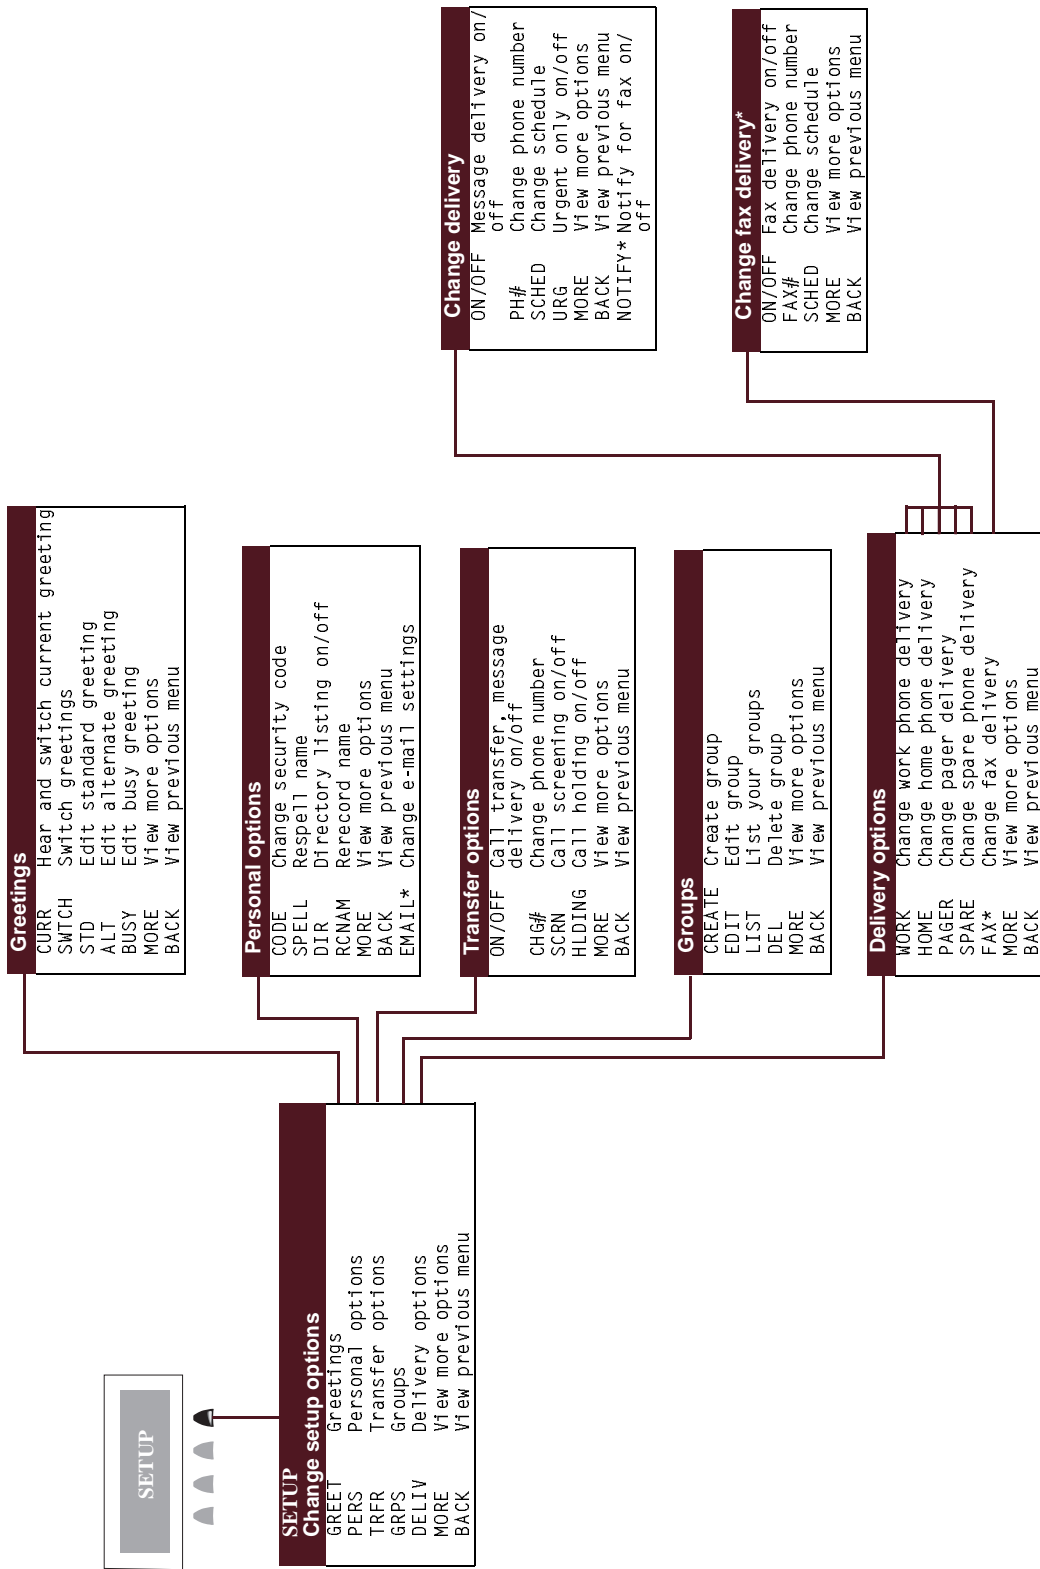 SETUP
SETUP
Change setup options
GREET Greetings
PERS Personal options
TRFR Transfer options
GRPS Groups
DELIV Delivery options
MORE View more options
BACK View previous menu
Greetings
CURR Hear and switch current greeting
SWTCH Switch greetings
STD Edit standard greeting
ALT Edit alternate greeting
BUSY Edit busy greeting
MORE View more options
BACK View previous menu
Personal options
CODE Change security code
SPELL Respell name
DIR Directory listing on/off
RCNAM Rerecord name
MORE View more options
BACK View previous menu
EMAIL* Change e-mail settings
Transfer options
ON/OFF Call transfer, message
delivery on/off
CHG# Change phone number
SCRN Call screening on/off
HLDING Call holding on/off
MORE View more options
BACK View previous menu
Groups
CREATE Create group
EDIT Edit group
LIST List your groups
DEL Delete group
MORE View more options
BACK View previous menu
Delivery options
WORK Change work phone delivery
HOME Change home phone delivery
PAGER Change pager delivery
SPARE Change spare phone delivery
FAX* Change fax delivery
MORE View more options
BACK View previous menu
Change delivery
ON/OFF Message delivery on/
off
PH# Change phone number
SCHED Change schedule
URG Urgent only on/off
MORE View more options
BACK View previous menu
NOTIFY* Notify for fax on/
off
Change fax delivery*
ON/OFF Fax delivery on/off
FAX# Change phone number
SCHED Change schedule
MORE View more options
BACK View previous menu